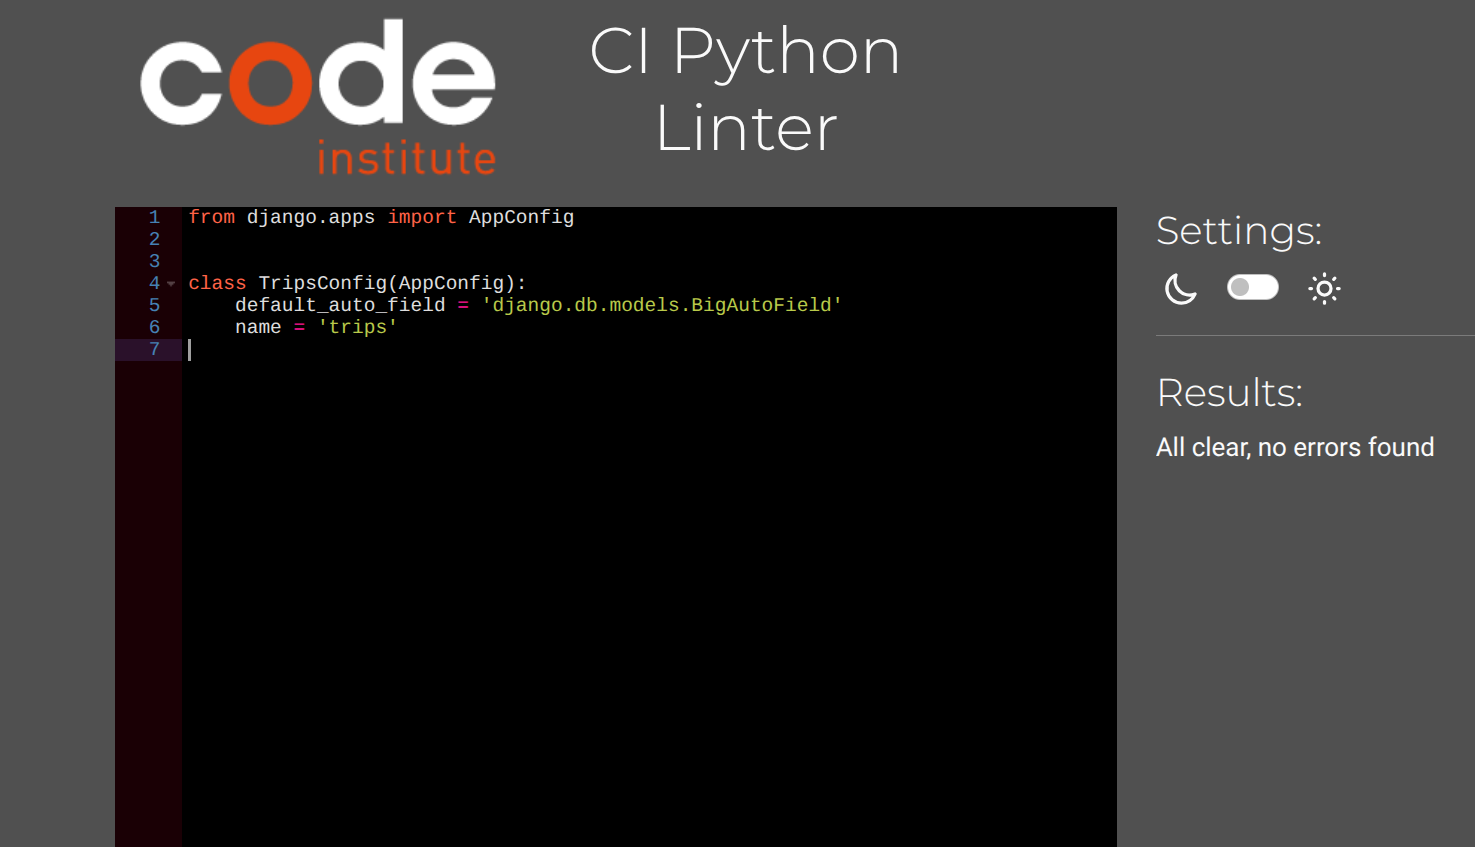 code
institute
CI Python
Linter
1 from django.apps import AppConfig
2
3
4 class TripsConfig(AppConfig):
5     default_auto_field = 'django.db.models.BigAutoField'
6     name = 'trips'
7
Settings:
Results:
All clear, no errors found